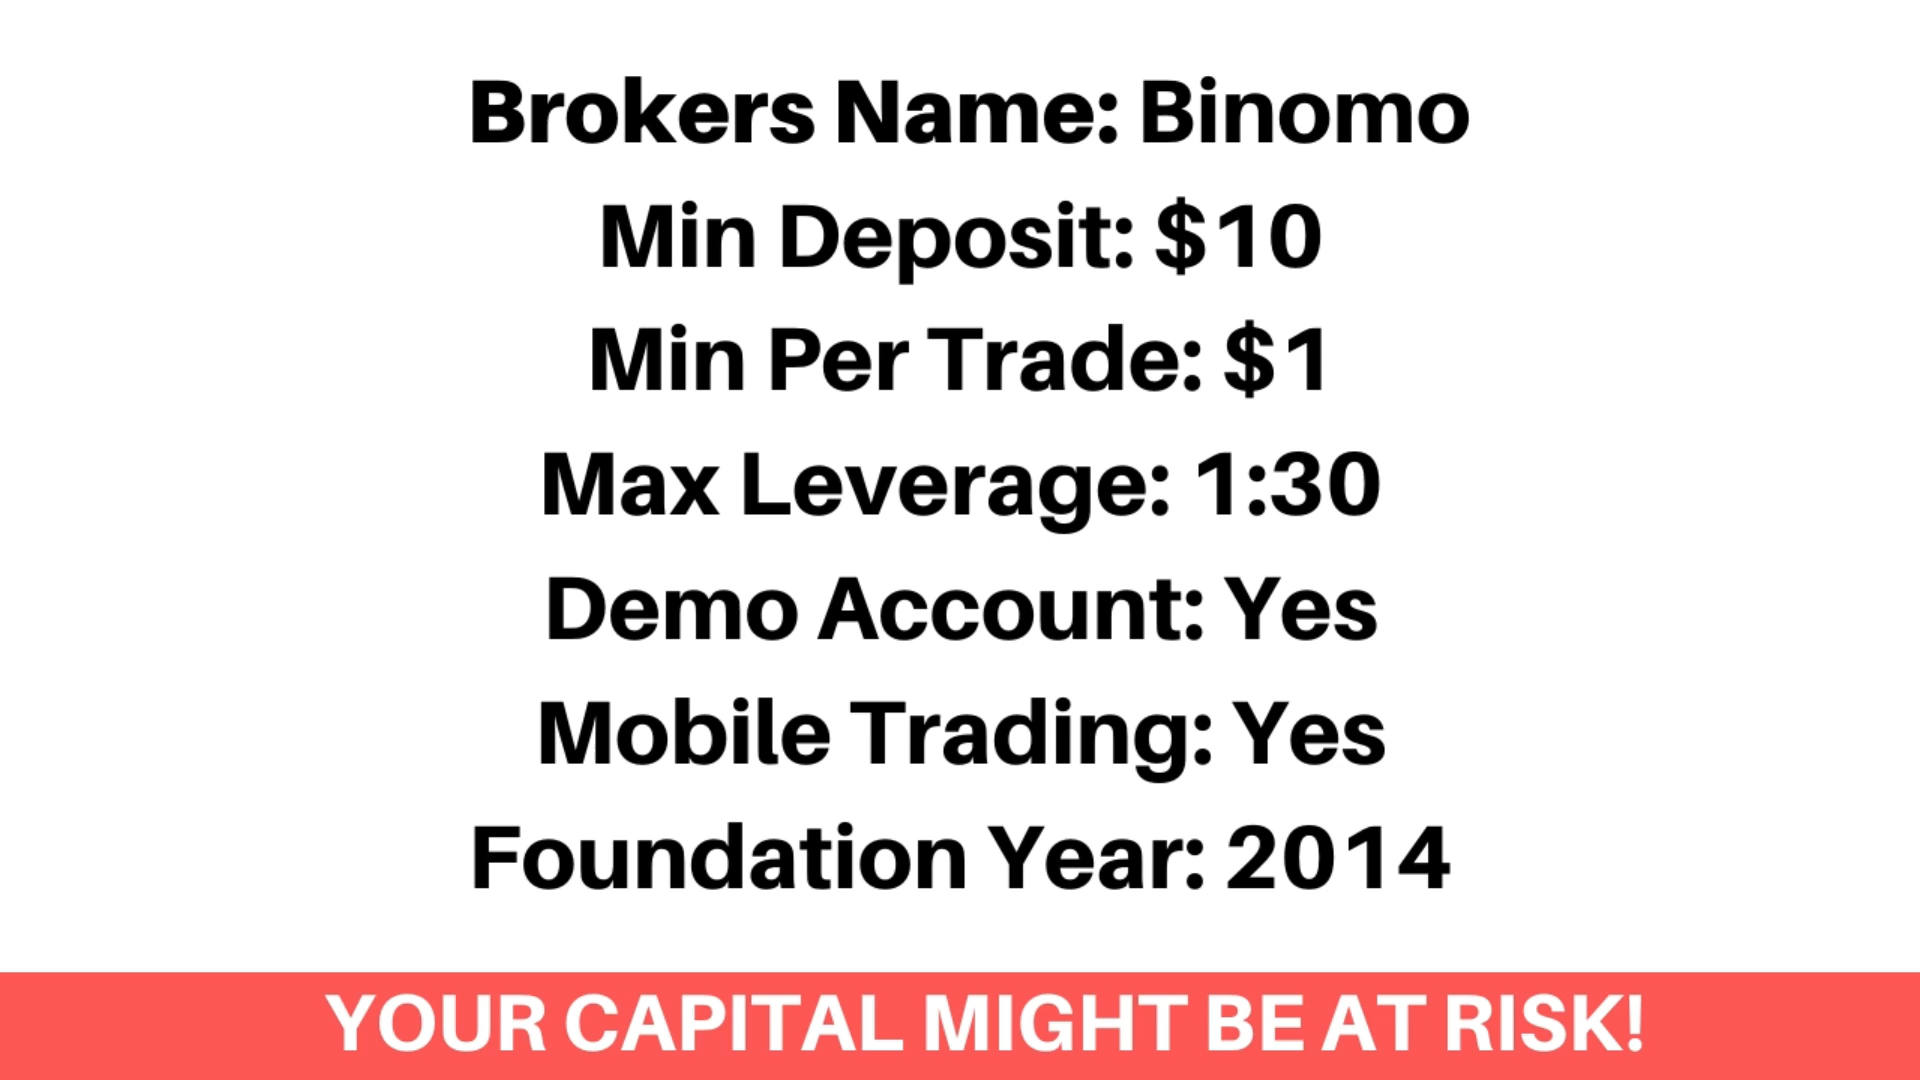 Brokers Name: Binomo
Min Deposit: $10
Min Per Trade: $1
Max Leverage: 1:30
Demo Account: Yes
Mobile Trading: Yes
Foundation Year: 2014
YOUR CAPITAL MIGHT BE AT RISK!